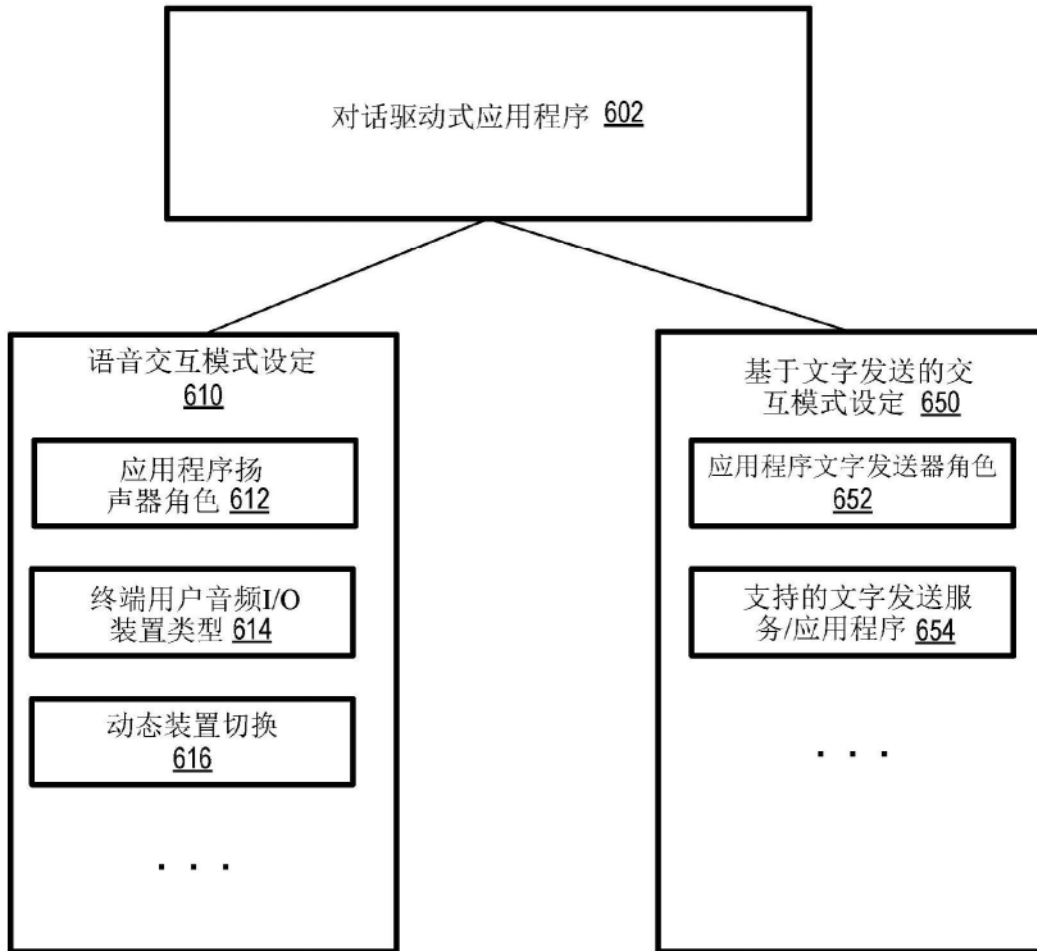 对话驱动式应用程序 602
语音交互模式设定
610
应用程序扬
声器角色 612
终端用户音频I/O
装置类型 614
动态装置切换
616
. . .
基于文字发送的交
互模式设定 650
应用程序文字发送器角色
652
支持的文字发送服
务/应用程序 654
. . .